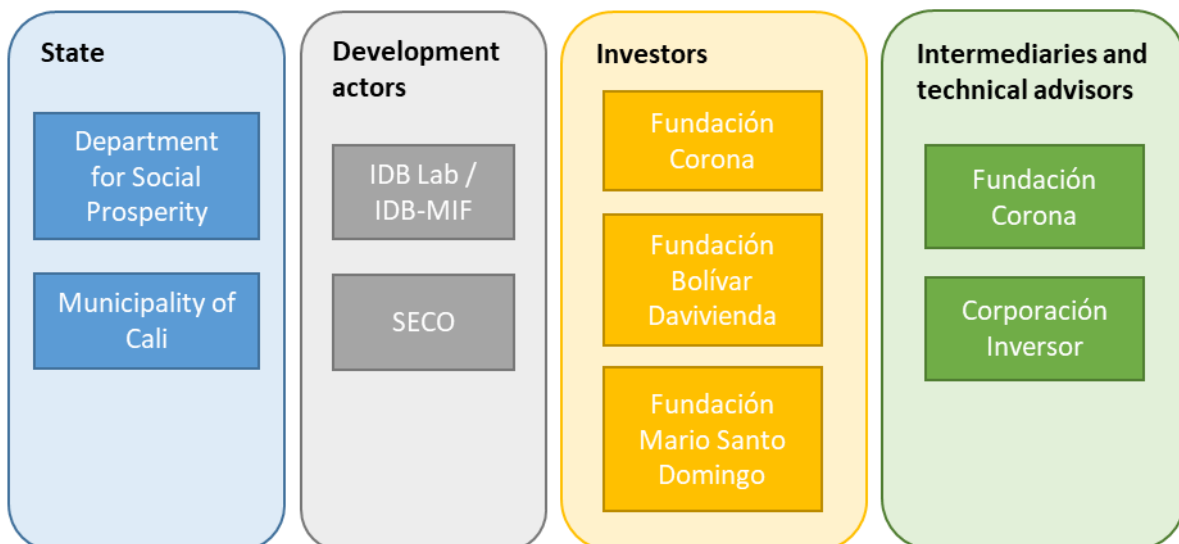 State
Department
for Social
Prosperity
Municipality of
Cali
Development
actors
IDB Lab /
IDB-MIF
SECO
Investors
Fundación
Corona
Fundación
Bolívar
Davivienda
Fundación
Mario Santo
Domingo
Intermediaries and
technical advisors
Fundación
Corona
Corporación
Inversor